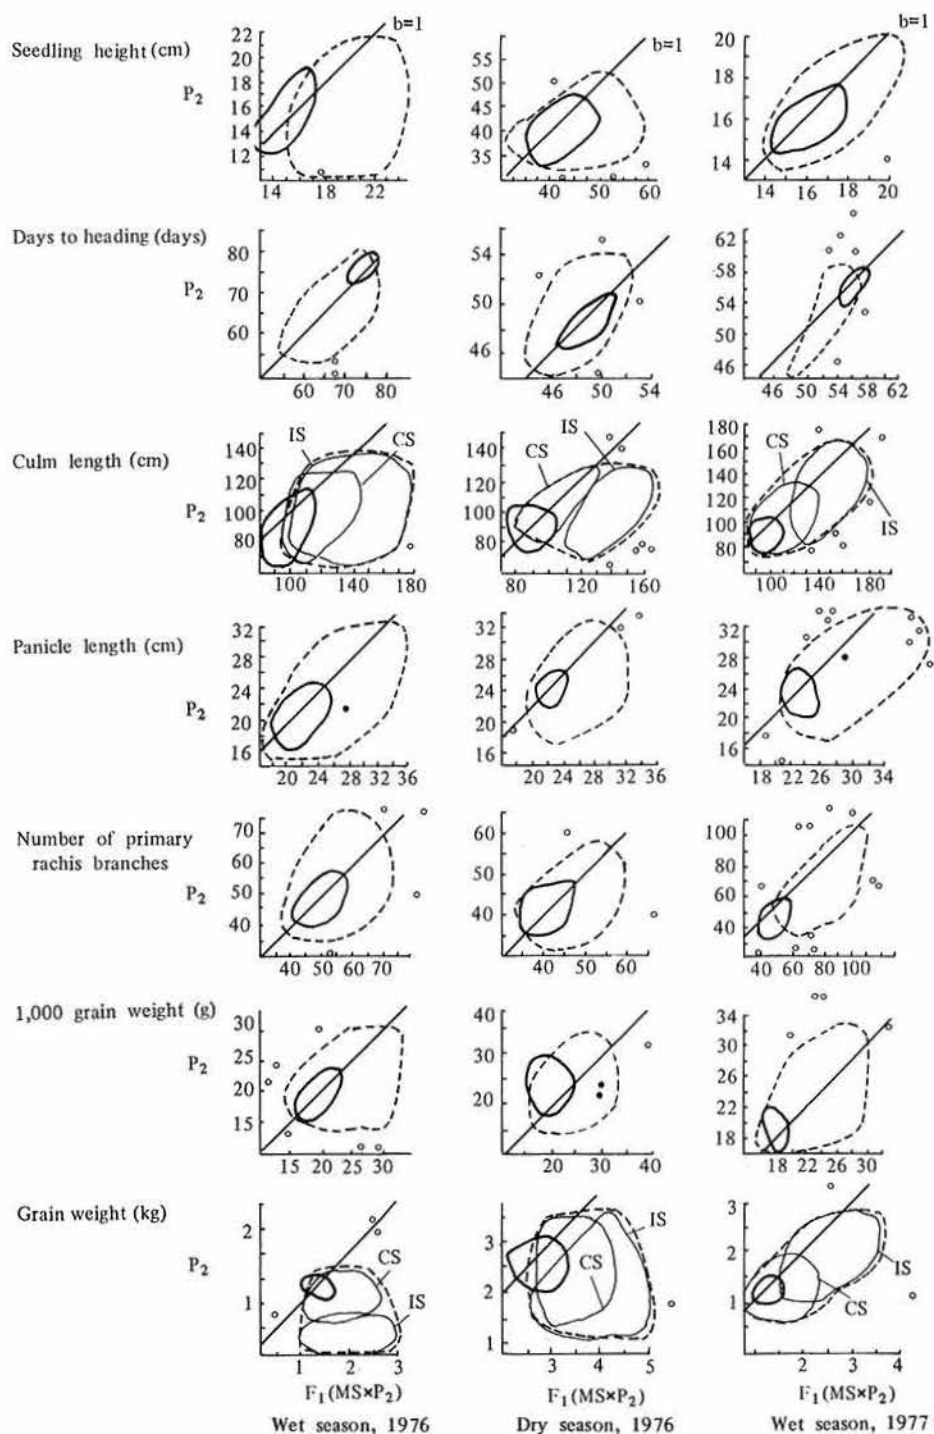 Seedling height (cm)
P2
22
20
18
16
14
12
14 18 22
b=1
55
50
45
40
35
40 50 60
b=1
20
18
16
14
14 16 18 20
b=1
Days to heading (days)
P2
80
70
60
60 70 80
54
50
46
46 50 54
62
58
54
50
46
46 50 54 58 62
Culm length (cm)
P2
140
120
100
80
100 140 180
IS
CS
140
120
100
80
80 120 160
CS
IS
180
160
140
120
100
80
100 140 180
CS
IS
Panicle length (cm)
P2
32
28
24
20
16
20 24 28 32 36
32
28
24
20
16
20 24 28 32 36
32
28
24
20
16
18 22 26 30 34
Number of primary
rachis branches
P2
70
60
50
40
40 50 60 70
60
50
40
40 50 60
100
80
60
40
40 60 80 100
1,000 grain weight (g)
P2
30
25
20
15
15 20 25 30
40
30
20
20 30 40
34
30
26
22
18
18 22 26 30
Grain weight (kg)
P2
2
1
1 2 3
CS
IS
3
2
1
2 3 4 5
IS
CS
3
2
1
2 3 4
IS
CS
F1(MS×P2)
F1(MS×P2)
F1(MS×P2)
Wet season, 1976
Dry season, 1976
Wet season, 1977